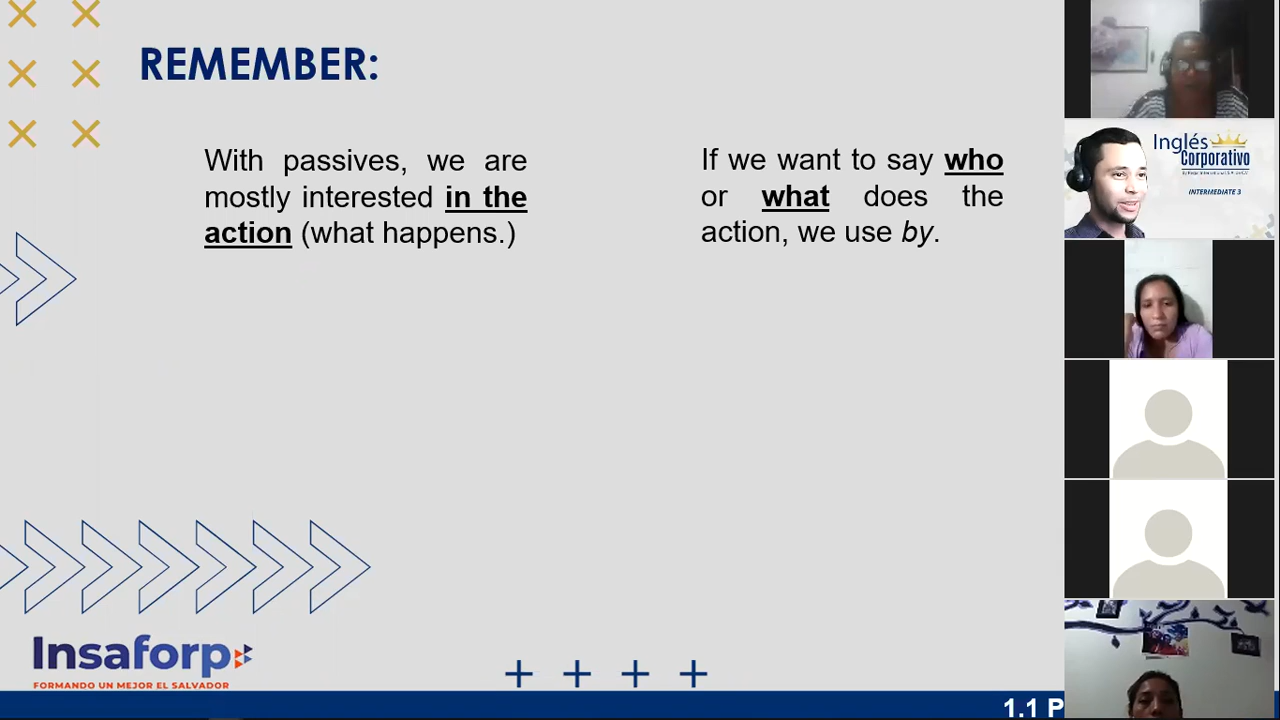 REMEMBER:
With passives, we are
mostly interested in the
action (what happens.)
If we want to say who
or what does the
action, we use by.
Insaforp
FORMANDO UN MEJOR EL SALVADOR
1.1 P
Inglés
Corporativo
INTERMEDIATE 3